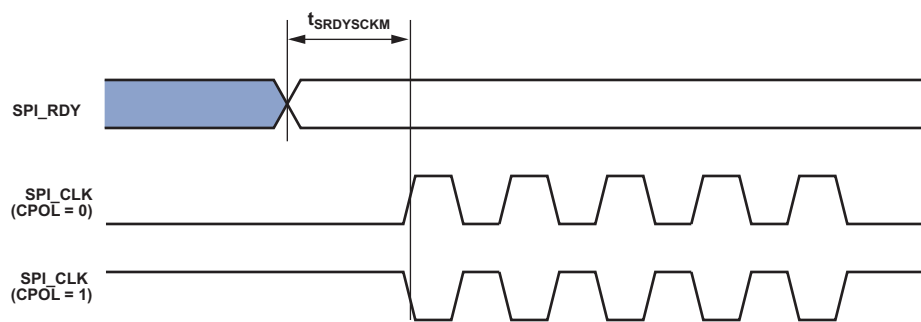 tSRDYSCKM
SPI_RDY
SPI_CLK
(CPOL = 0)
SPI_CLK
(CPOL = 1)